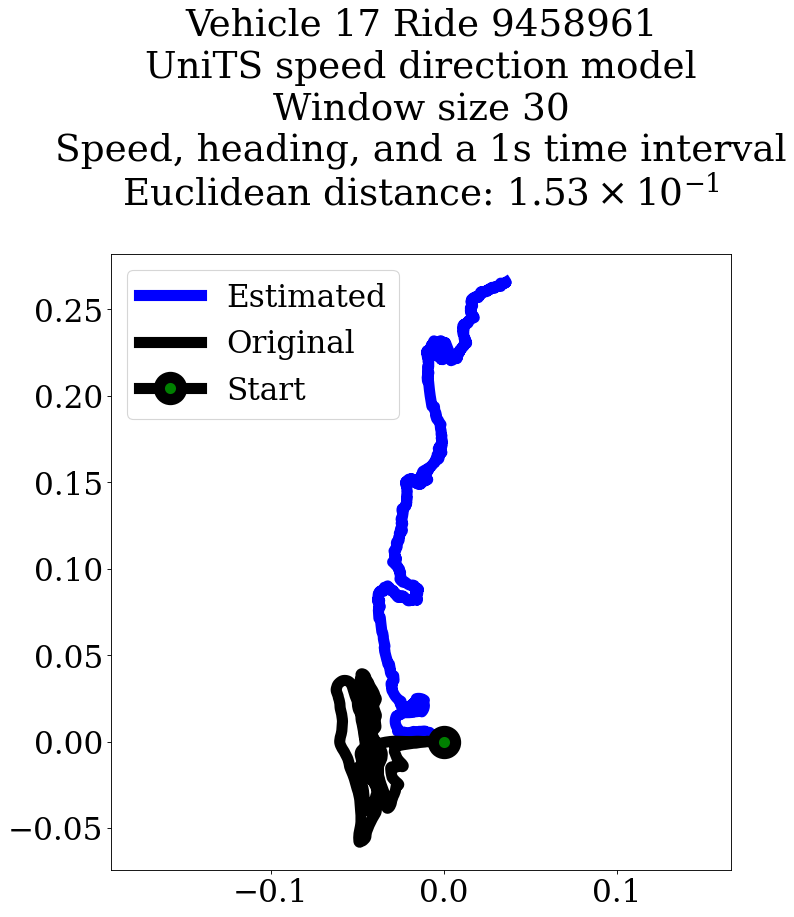 Vehicle 17 Ride 9458961
UniTS speed direction model
Window size 30
Speed, heading, and a 1s time interval
Euclidean distance: 1.53 × 10⁻¹
Estimated
Original
Start
0.25
0.20
0.15
0.10
0.05
0.00
−0.05
−0.1
0.0
0.1